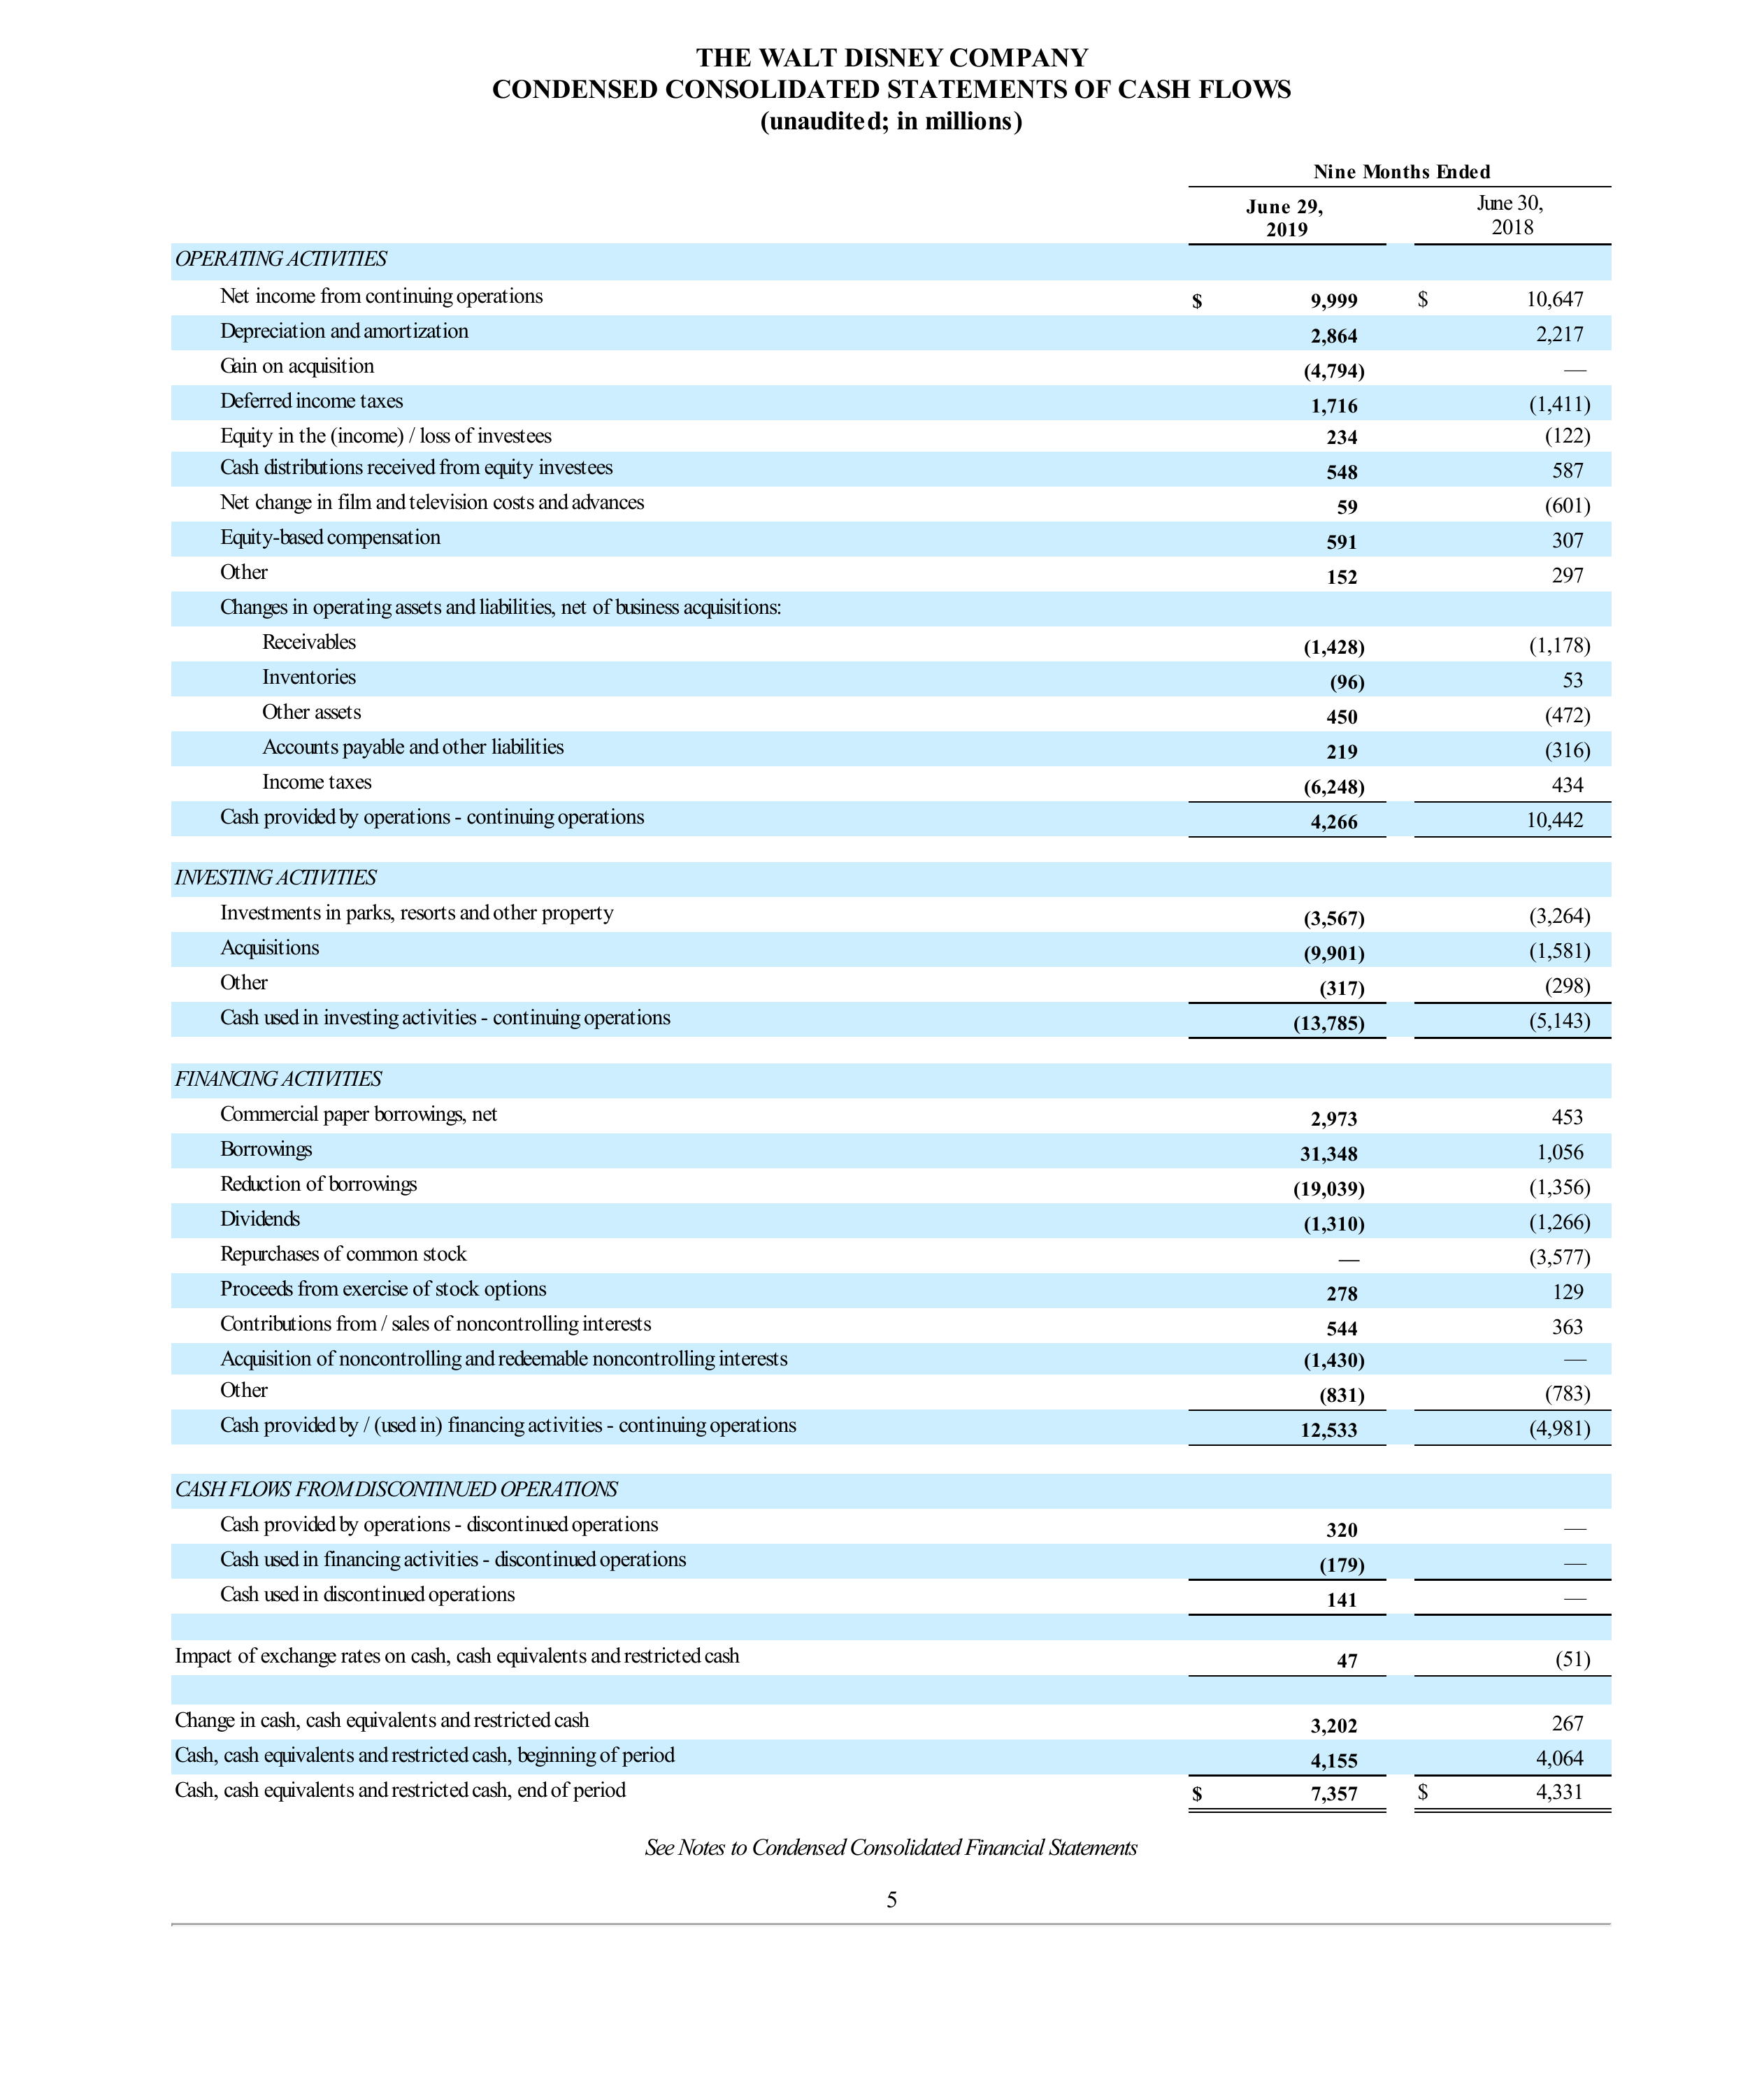 THE WALT DISNEY COMPANY
CONDENSED CONSOLIDATED STATEMENTS OF CASH FLOWS
(unaudited; in millions)
Nine Months Ended
June 29, 2019 June 30, 2018
OPERATING ACTIVITIES
Net income from continuing operations $ 9,999 $ 10,647
Depreciation and amortization 2,864 2,217
Gain on acquisition (4,794) —
Deferred income taxes 1,716 (1,411)
Equity in the (income) / loss of investees 234 (122)
Cash distributions received from equity investees 548 587
Net change in film and television costs and advances 59 (601)
Equity-based compensation 591 307
Other 152 297
Changes in operating assets and liabilities, net of business acquisitions:
Receivables (1,428) (1,178)
Inventories (96) 53
Other assets 450 (472)
Accounts payable and other liabilities 219 (316)
Income taxes (6,248) 434
Cash provided by operations - continuing operations 4,266 10,442
INVESTING ACTIVITIES
Investments in parks, resorts and other property (3,567) (3,264)
Acquisitions (9,901) (1,581)
Other (317) (298)
Cash used in investing activities - continuing operations (13,785) (5,143)
FINANCING ACTIVITIES
Commercial paper borrowings, net 2,973 453
Borrowings 31,348 1,056
Reduction of borrowings (19,039) (1,356)
Dividends (1,310) (1,266)
Repurchases of common stock — (3,577)
Proceeds from exercise of stock options 278 129
Contributions from / sales of noncontrolling interests 544 363
Acquisition of noncontrolling and redeemable noncontrolling interests (1,430) —
Other (831) (783)
Cash provided by / (used in) financing activities - continuing operations 12,533 (4,981)
CASH FLOWS FROM DISCONTINUED OPERATIONS
Cash provided by operations - discontinued operations 320 —
Cash used in financing activities - discontinued operations (179) —
Cash used in discontinued operations 141 —
Impact of exchange rates on cash, cash equivalents and restricted cash 47 (51)
Change in cash, cash equivalents and restricted cash 3,202 267
Cash, cash equivalents and restricted cash, beginning of period 4,155 4,064
Cash, cash equivalents and restricted cash, end of period $ 7,357 $ 4,331
See Notes to Condensed Consolidated Financial Statements
5